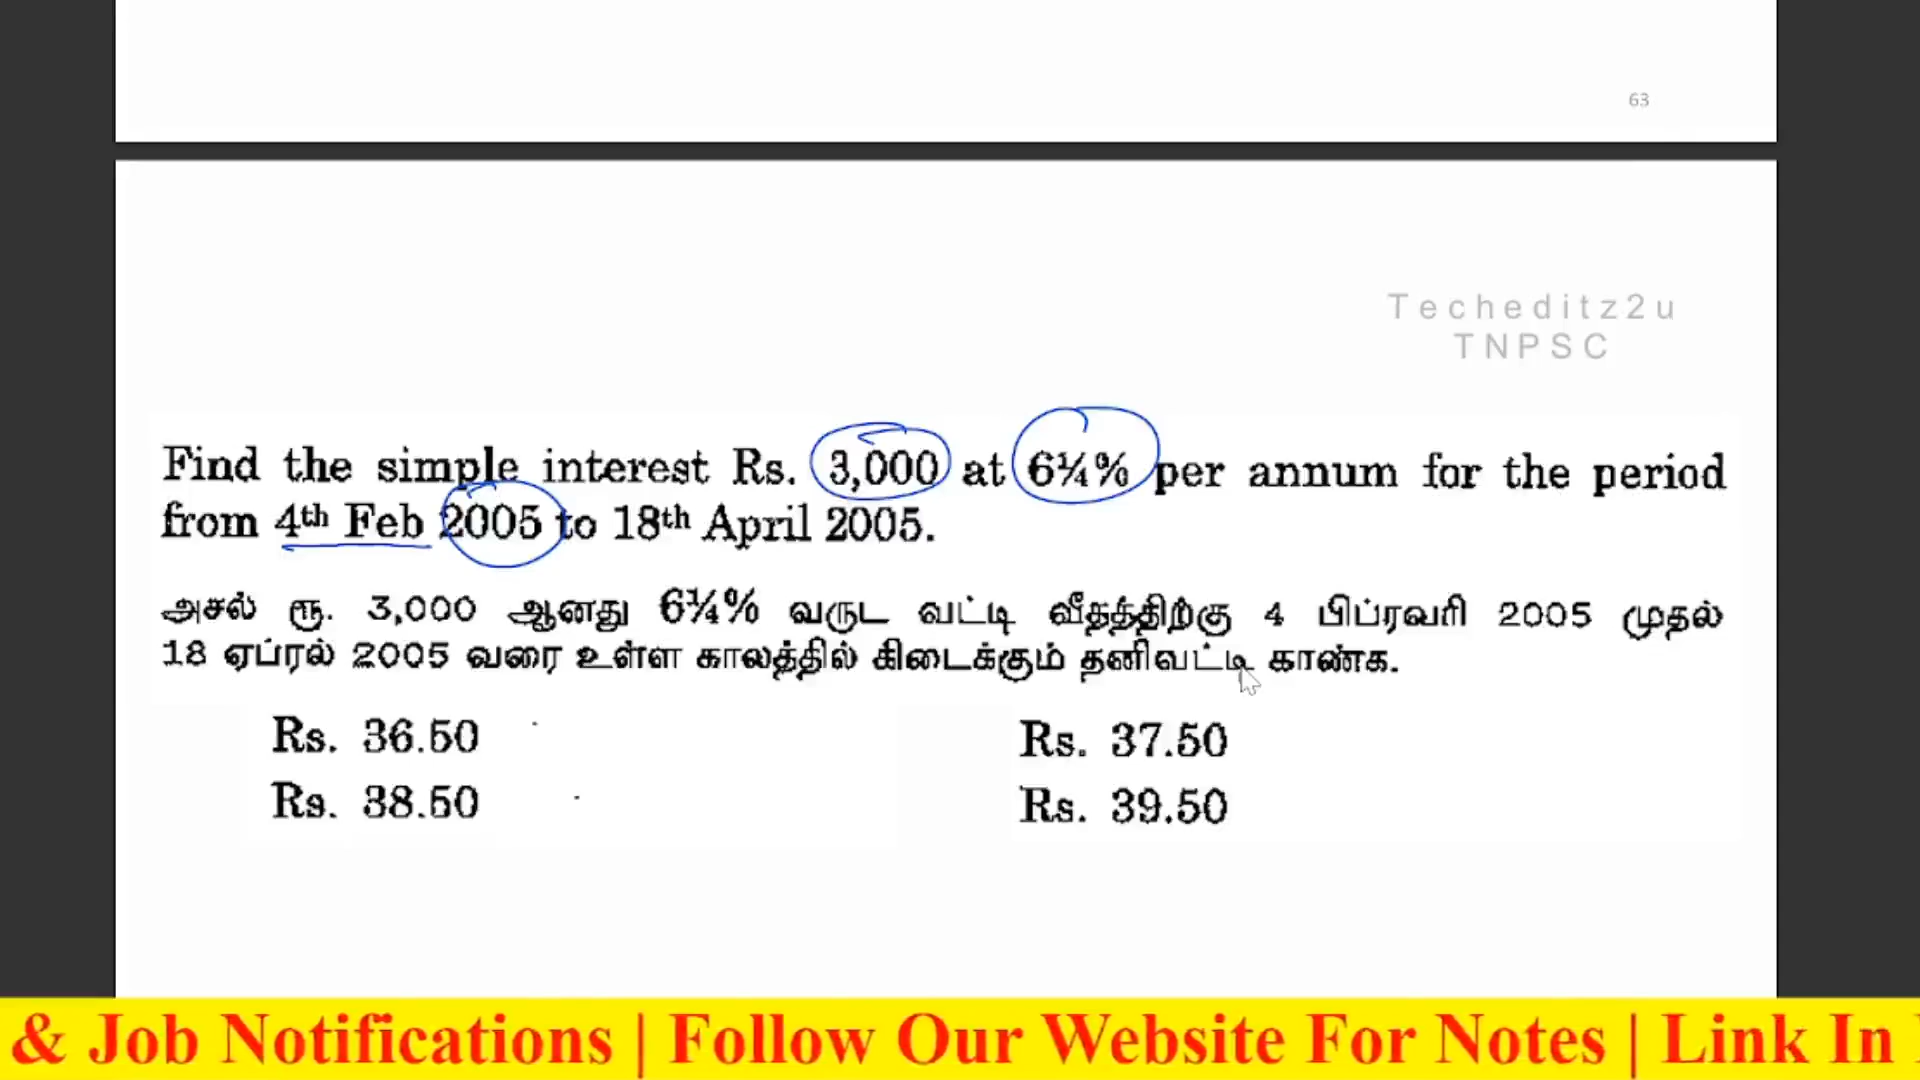 63
Techeditz2u
TNPSC
Find the simple interest Rs. 3,000 at 6¼% per annum for the period
from 4th Feb 2005 to 18th April 2005.
அசல் ரூ. 3,000 ஆனது 6¼% வருட வட்டி வீதத்திற்கு 4 பிப்ரவரி 2005 முதல்
18 ஏப்ரல் 2005 வரை உள்ள காலத்தில் கிடைக்கும் தனிவட்டி காண்க.
Rs. 36.50 Rs. 37.50
Rs. 38.50 Rs. 39.50
& Job Notifications | Follow Our Website For Notes | Link In